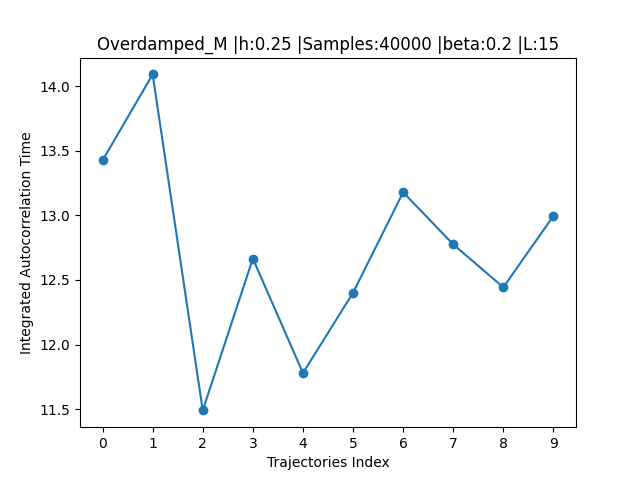 Overdamped_M |h:0.25 |Samples:40000 |beta:0.2 |L:15
14.0
13.5
13.0
12.5
12.0
11.5
Integrated Autocorrelation Time
0 1 2 3 4 5 6 7 8 9
Trajectories Index